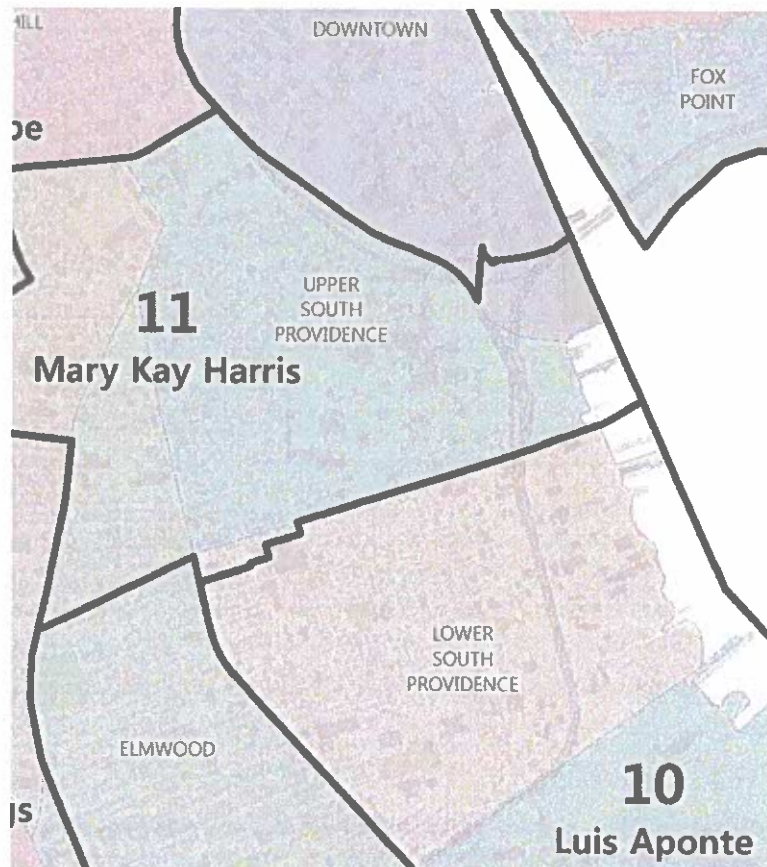 DOWNTOWN
FOX
POINT
UPPER
SOUTH
PROVIDENCE
11
Mary Kay Harris
LOWER
SOUTH
PROVIDENCE
ELMWOOD
10
Luis Aponte